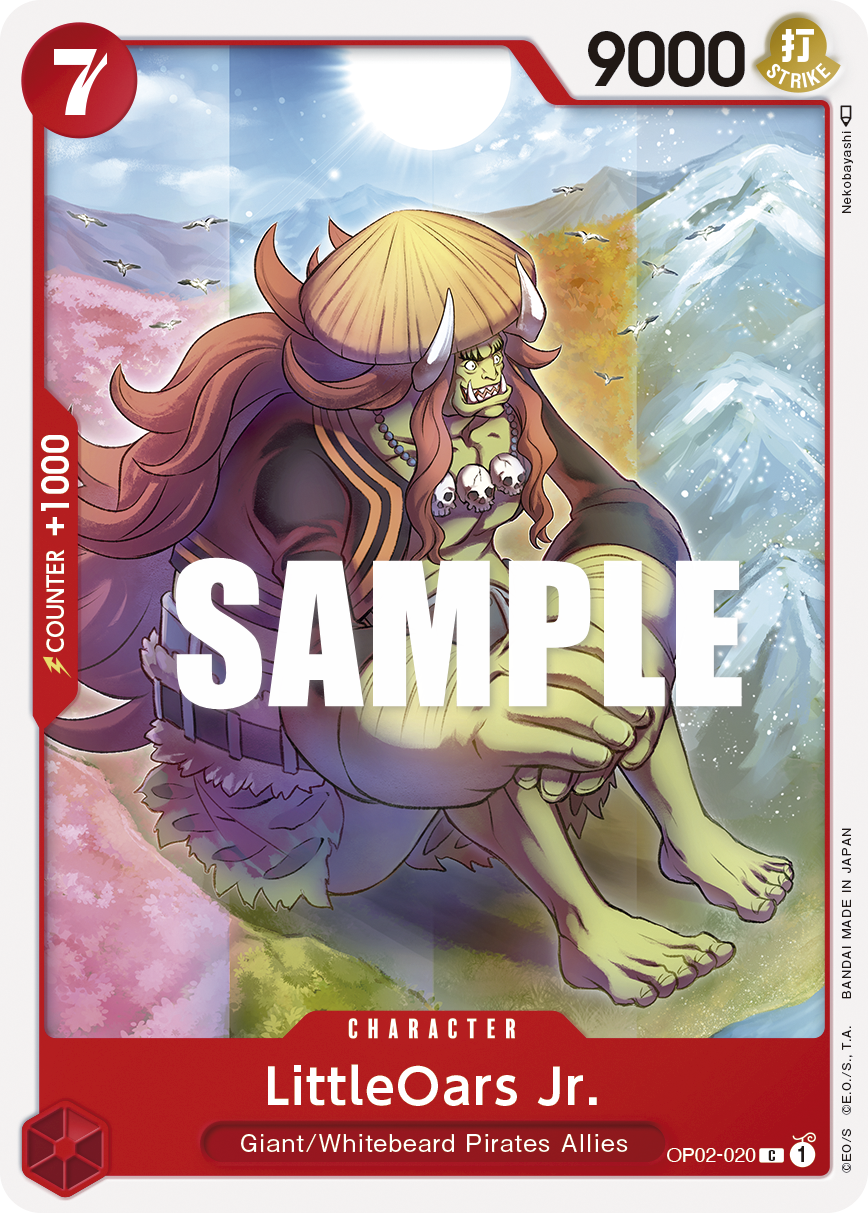 7
9000
打
STRIKE
Nekobayashi
COUNTER +1000
SAMPLE
CHARACTER
LittleOars Jr.
Giant/Whitebeard Pirates Allies
OP02-020 C 1
©EO/S ©E.O./S., T.A. BANDAI MADE IN JAPAN